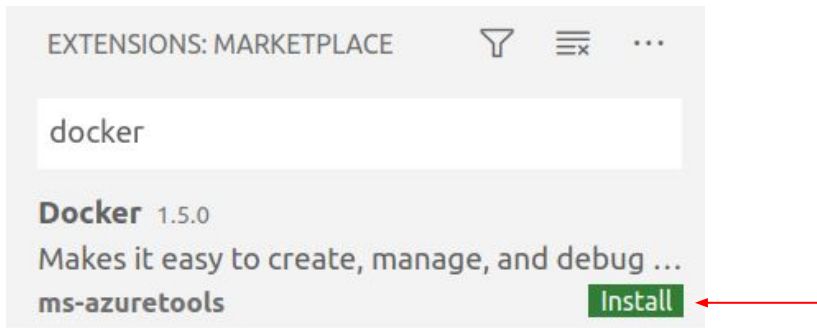 EXTENSIONS: MARKETPLACE ...
docker
Docker 1.5.0
Makes it easy to create, manage, and debug ...
ms-azuretools Install